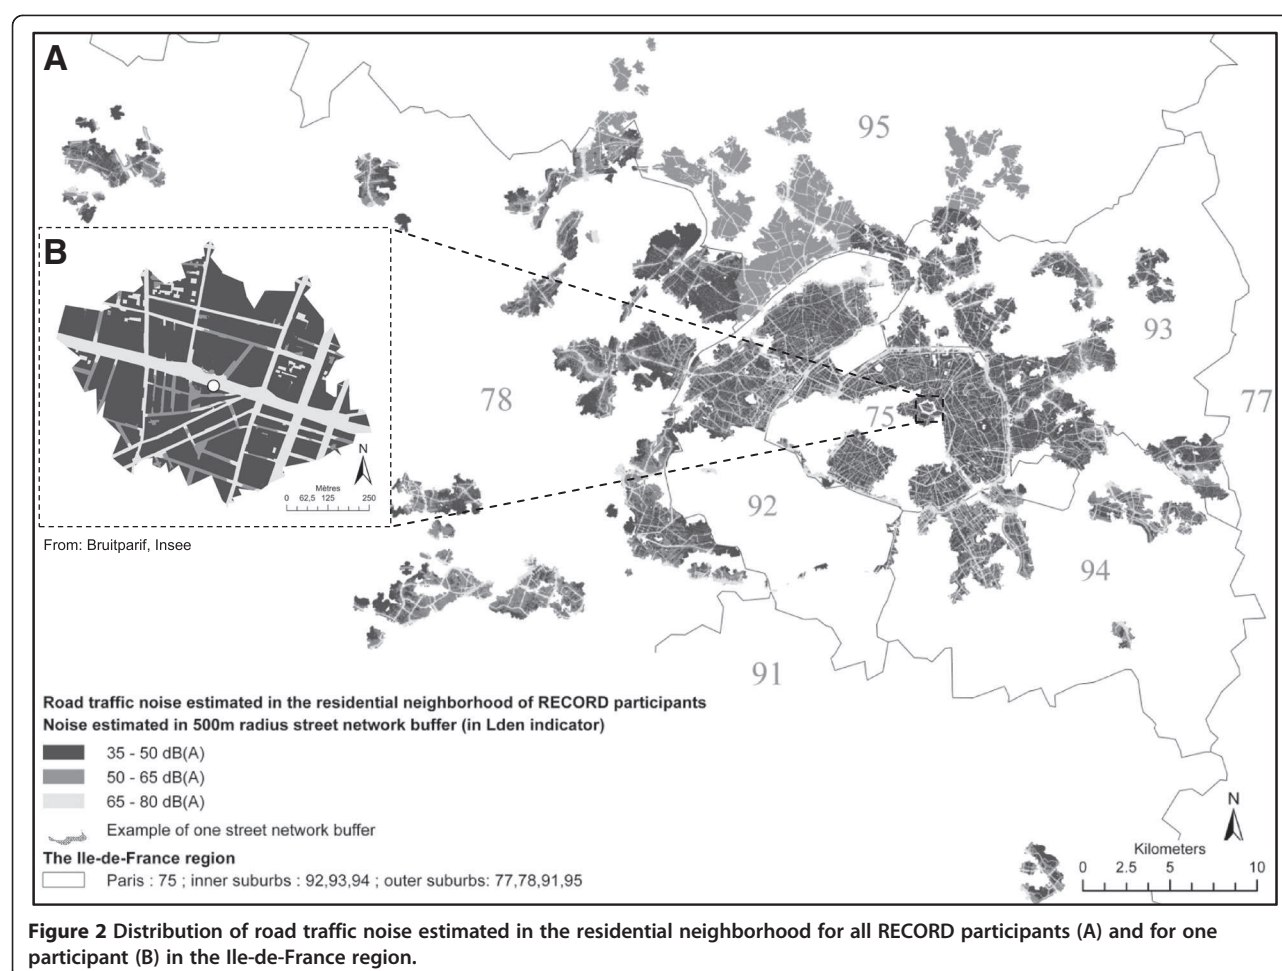 A
95
B
93
78
77
75
N
Mètres
0 62,5 125 250
92
From: Bruitparif, Insee
94
91
Road traffic noise estimated in the residential neighborhood of RECORD participants
Noise estimated in 500m radius street network buffer (in Lden indicator)
35 - 50 dB(A)
50 - 65 dB(A)
65 - 80 dB(A)
Example of one street network buffer
The Ile-de-France region
Paris : 75 ; inner suburbs : 92,93,94 ; outer suburbs: 77,78,91,95
N
Kilometers
0 2.5 5 10
Figure 2 Distribution of road traffic noise estimated in the residential neighborhood for all RECORD participants (A) and for one
participant (B) in the Ile-de-France region.